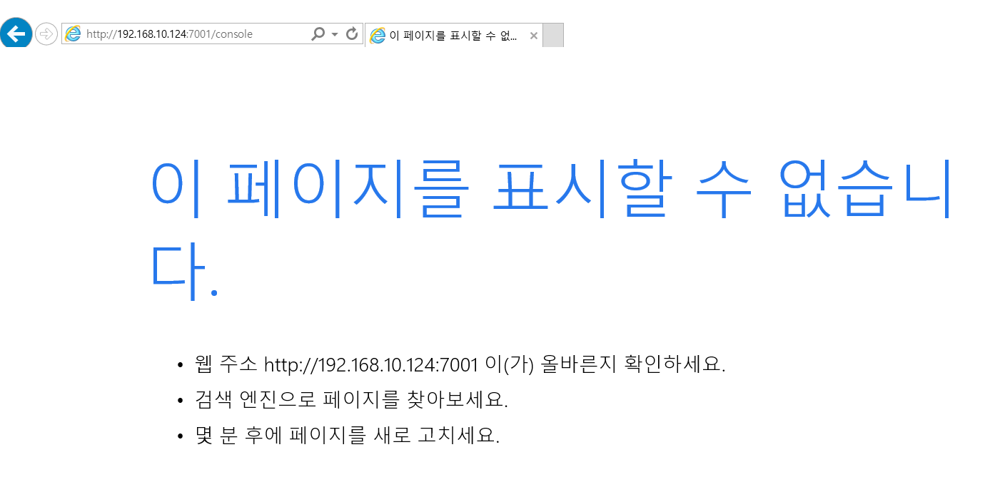 http://192.168.10.124:7001/console
이 페이지를 표시할 수 없...
이 페이지를 표시할 수 없습니
다.
• 웹 주소 http://192.168.10.124:7001 이(가) 올바른지 확인하세요.
• 검색 엔진으로 페이지를 찾아보세요.
• 몇 분 후에 페이지를 새로 고치세요.